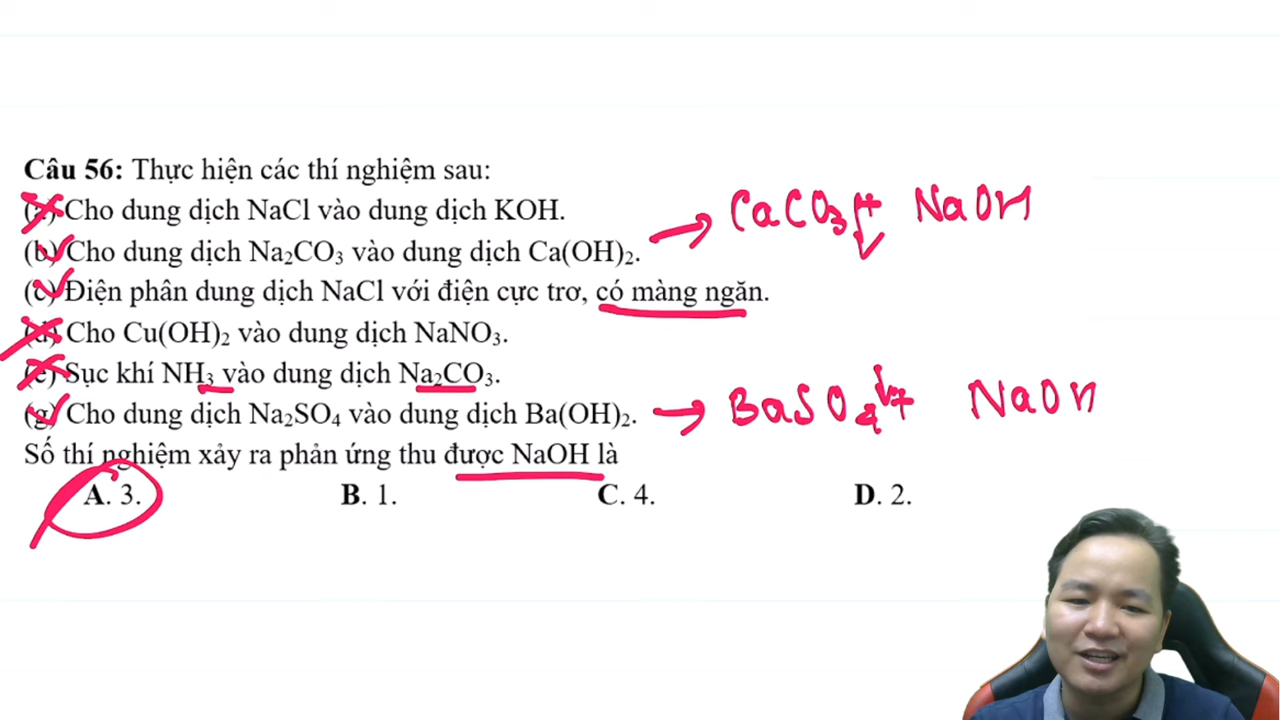 Câu 56: Thực hiện các thí nghiệm sau:
(a) Cho dung dịch NaCl vào dung dịch KOH.
(b) Cho dung dịch Na₂CO₃ vào dung dịch Ca(OH)₂. → CaCO₃↓ + NaOH
(c) Điện phân dung dịch NaCl với điện cực trơ, có màng ngăn.
(d) Cho Cu(OH)₂ vào dung dịch NaNO₃.
(e) Sục khí NH₃ vào dung dịch Na₂CO₃.
(g) Cho dung dịch Na₂SO₄ vào dung dịch Ba(OH)₂. → BaSO₄↓ + NaOH
Số thí nghiệm xảy ra phản ứng thu được NaOH là
A. 3. B. 1. C. 4. D. 2.